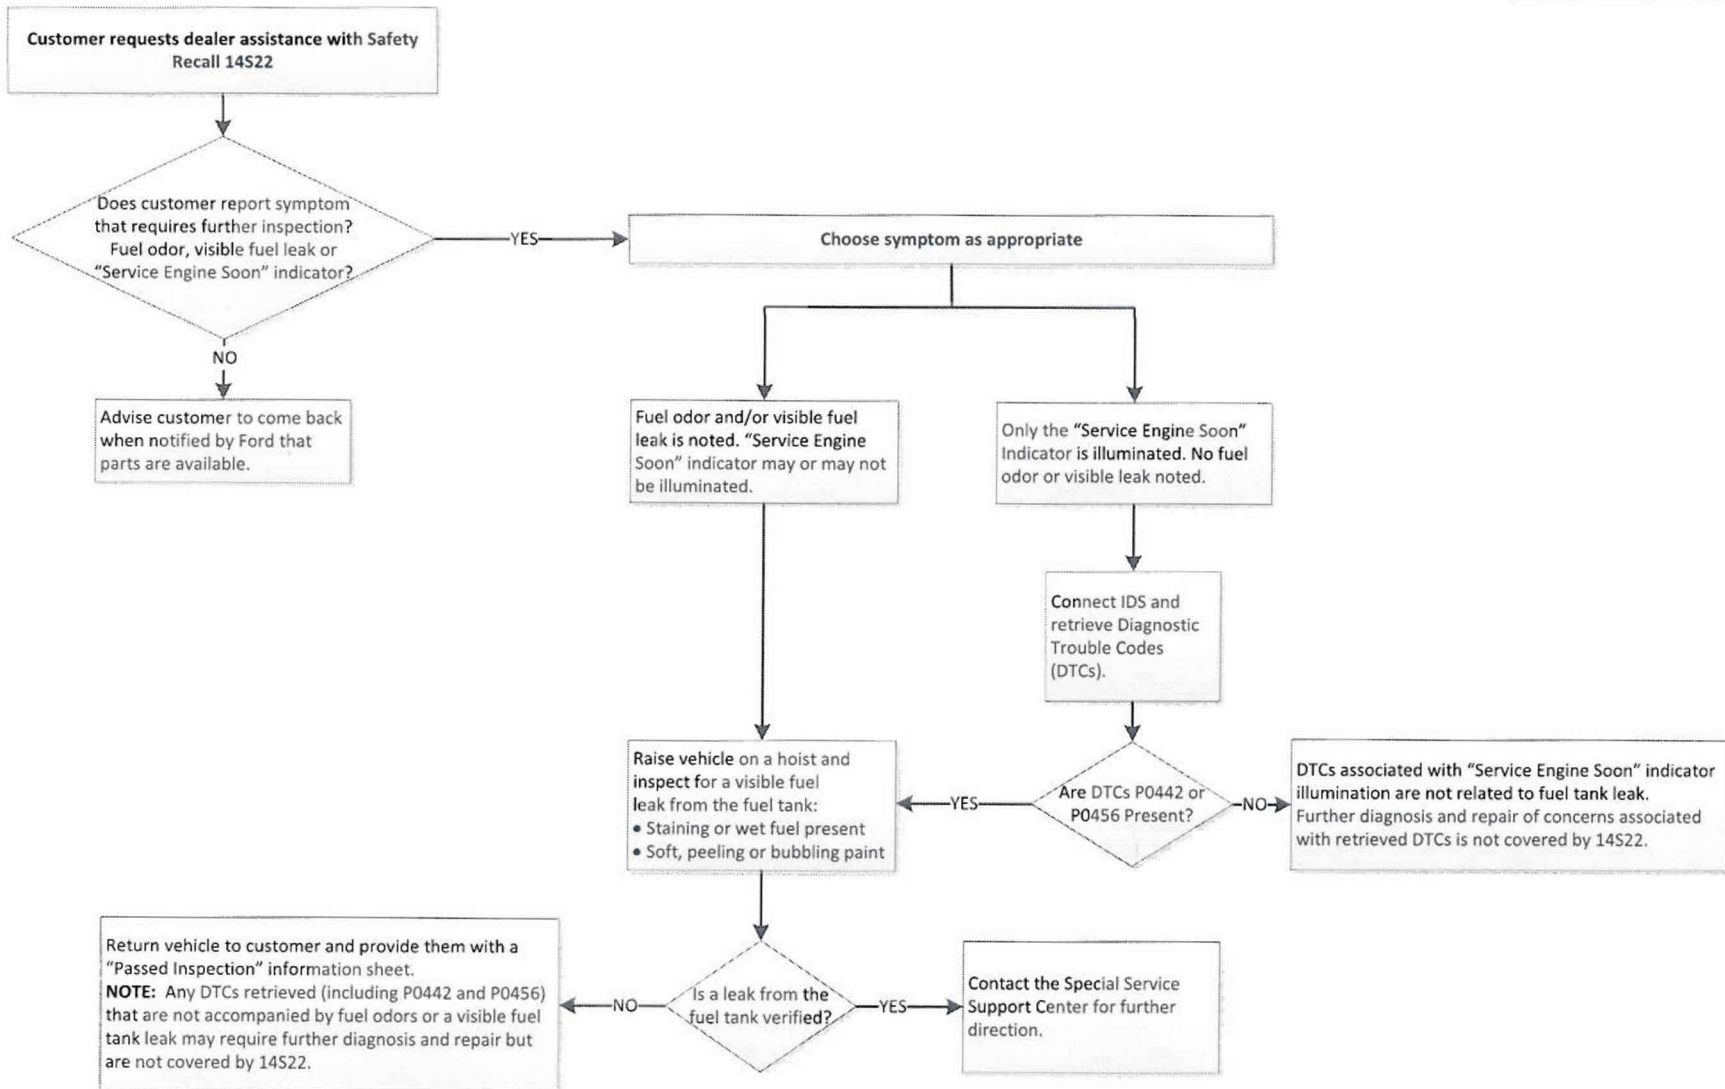 Customer requests dealer assistance with Safety
Recall 14S22
Does customer report symptom
that requires further inspection?
Fuel odor, visible fuel leak or
“Service Engine Soon” indicator?
YES
Choose symptom as appropriate
NO
Advise customer to come back
when notified by Ford that
parts are available.
Fuel odor and/or visible fuel
leak is noted. “Service Engine
Soon” indicator may or may not
be illuminated.
Only the “Service Engine Soon”
Indicator is illuminated. No fuel
odor or visible leak noted.
Connect IDS and
retrieve Diagnostic
Trouble Codes
(DTCs).
Raise vehicle on a hoist and
inspect for a visible fuel
leak from the fuel tank:
• Staining or wet fuel present
• Soft, peeling or bubbling paint
YES
Are DTCs P0442 or
P0456 Present?
NO
DTCs associated with “Service Engine Soon” indicator
illumination are not related to fuel tank leak.
Further diagnosis and repair of concerns associated
with retrieved DTCs is not covered by 14S22.
Return vehicle to customer and provide them with a
“Passed Inspection” information sheet.
NOTE: Any DTCs retrieved (including P0442 and P0456)
that are not accompanied by fuel odors or a visible fuel
tank leak may require further diagnosis and repair but
are not covered by 14S22.
NO
Is a leak from the
fuel tank verified?
YES
Contact the Special Service
Support Center for further
direction.